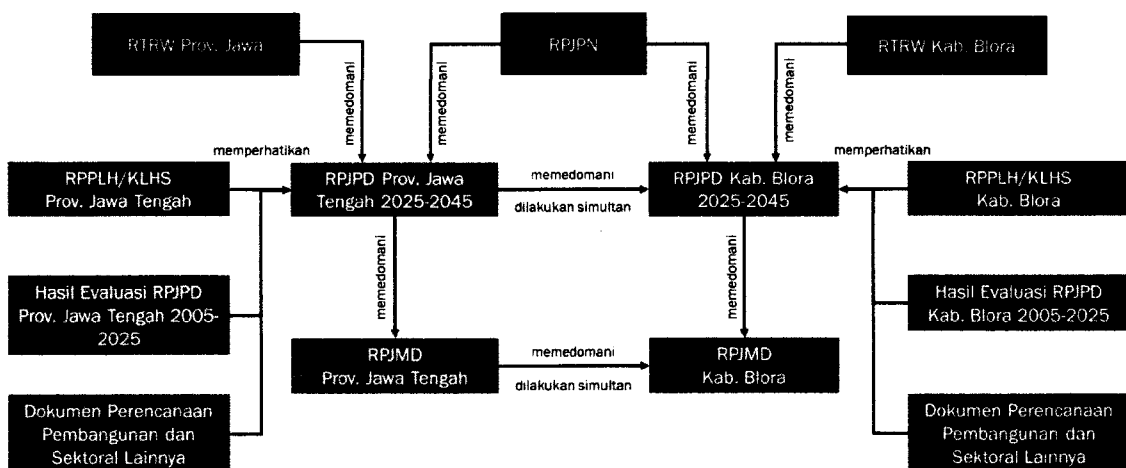 RTRW Prov. Jawa
RPJPN
RTRW Kab. Blora
memedomani
memedomani
memedomani
memedomani
memperhatikan
memperhatikan
RPPLH/KLHS
Prov. Jawa Tengah
RPJPD Prov. Jawa
Tengah 2025-2045
memedomani
dilakukan simultan
RPJPD Kab. Blora
2025-2045
RPPLH/KLHS
Kab. Blora
memedomani
memedomani
Hasil Evaluasi RPJPD
Prov. Jawa Tengah 2005-
2025
Hasil Evaluasi RPJPD
Kab. Blora 2005-2025
RPJMD
Prov. Jawa Tengah
memedomani
dilakukan simultan
RPJMD
Kab. Blora
Dokumen Perencanaan
Pembangunan dan
Sektoral Lainnya
Dokumen Perencanaan
Pembangunan dan
Sektoral Lainnya